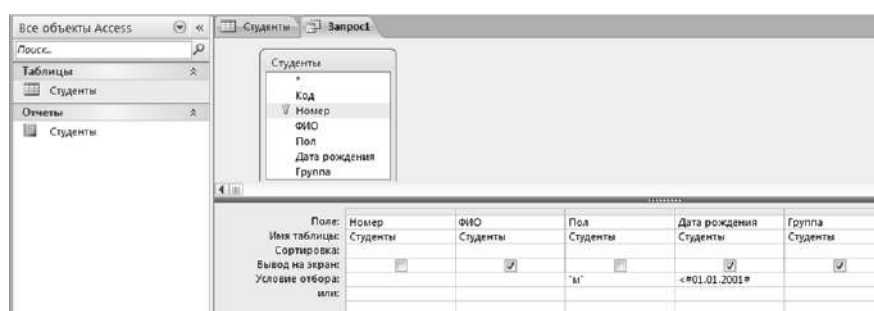 Все объекты Access
Поиск...
Таблицы
Студенты
Отчеты
Студенты
Студенты
Запрос1
Студенты
*
Код
Номер
ФИО
Пол
Дата рождения
Группа
Поле: Номер ФИО Пол Дата рождения Группа
Имя таблицы: Студенты Студенты Студенты Студенты Студенты
Сортировка:
Вывод на экран:
Условие отбора: "м" <#01.01.2001#
или: